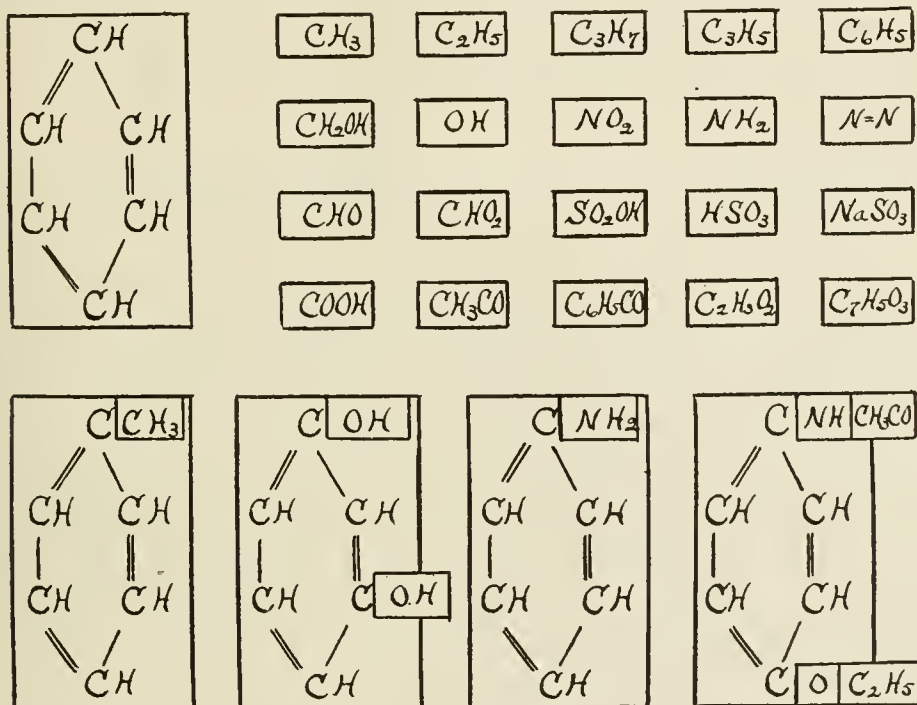 CH
CH CH
CH CH
CH
CH3 C2H5 C3H7 C3H5 C6H5
CH2OH OH NO2 NH2 N=N
CHO CHO2 SO2OH HSO3 NaSO3
COOH CH3CO C6H5CO C2H3O2 C7H5O3
C CH3
CH CH
CH CH
CH
C OH
CH CH
CH C OH
CH
C NH2
CH CH
CH CH
CH
C NH CH3CO
CH CH
CH CH
C O C2H5